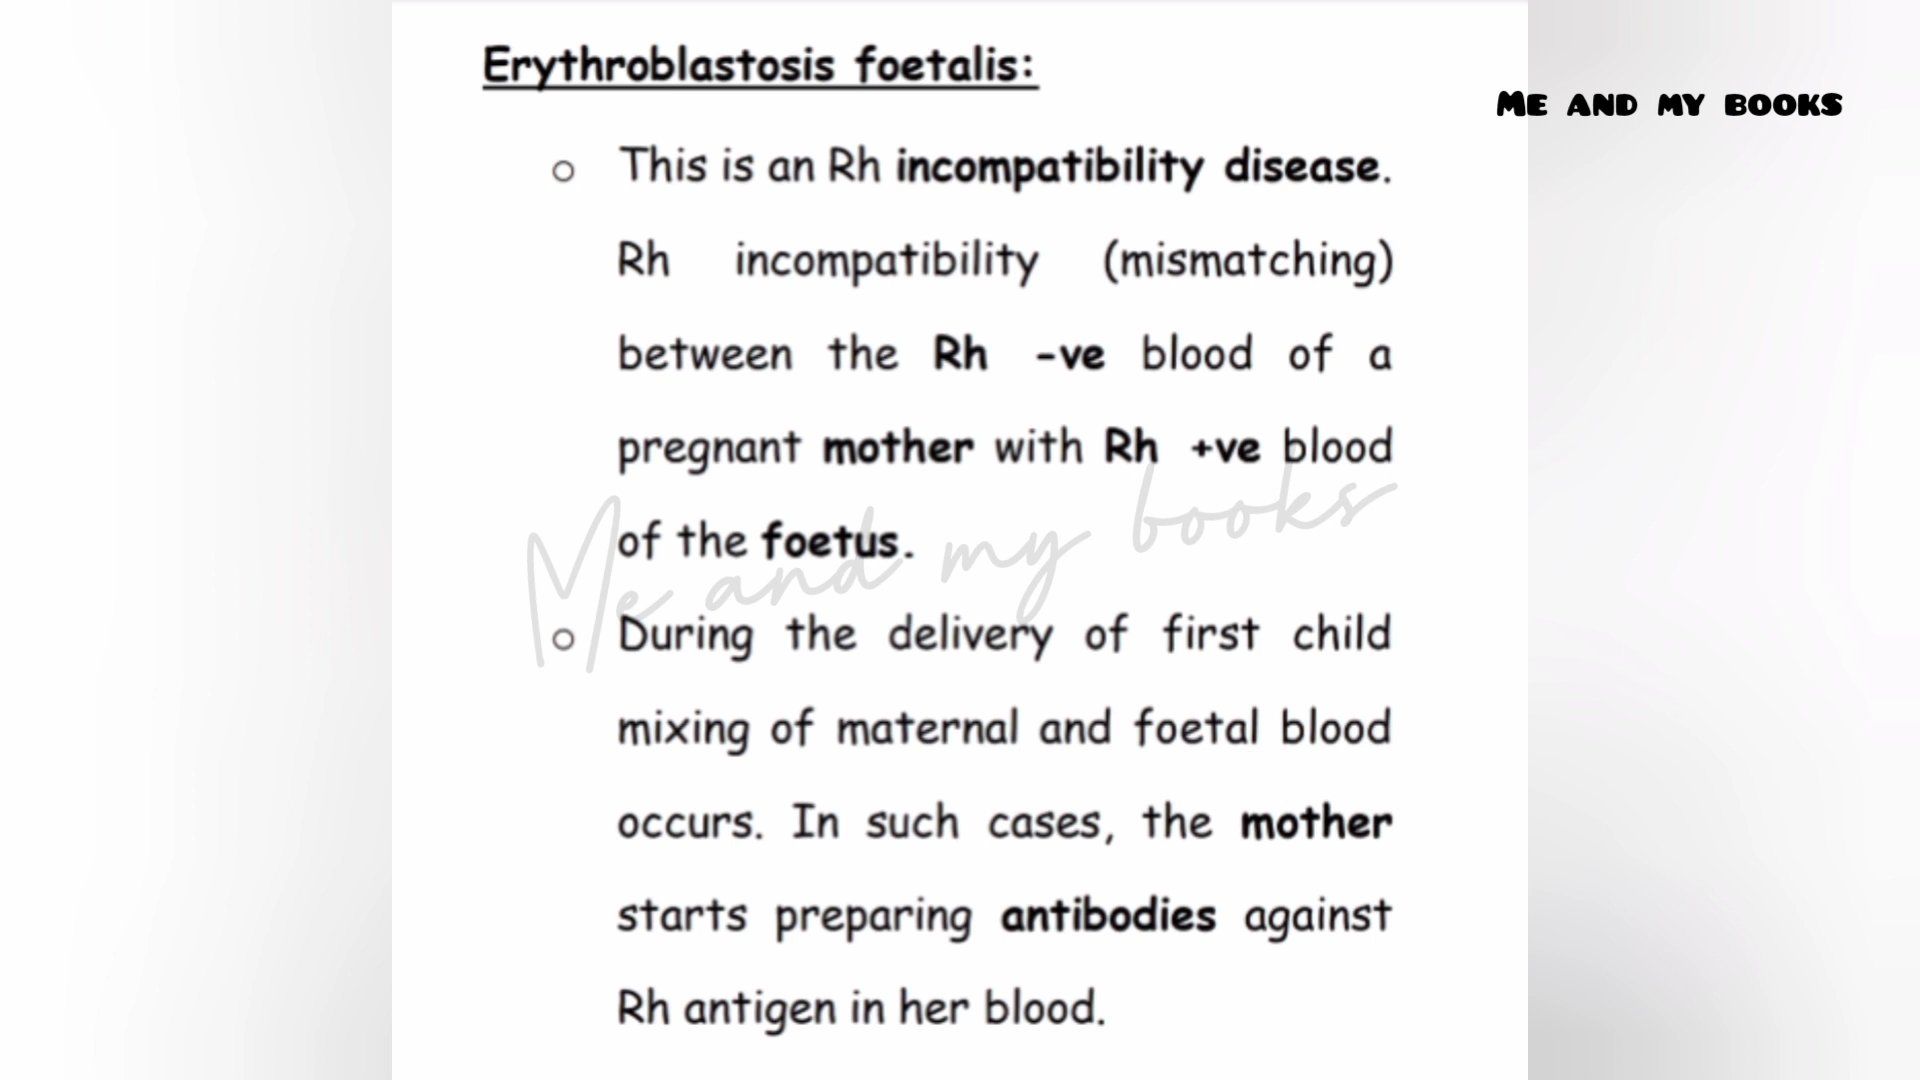 Erythroblastosis foetalis:
ME AND MY BOOKS
o This is an Rh incompatibility disease.
Rh incompatibility (mismatching)
between the Rh -ve blood of a
pregnant mother with Rh +ve blood
of the foetus.
Me and my books
o During the delivery of first child
mixing of maternal and foetal blood
occurs. In such cases, the mother
starts preparing antibodies against
Rh antigen in her blood.